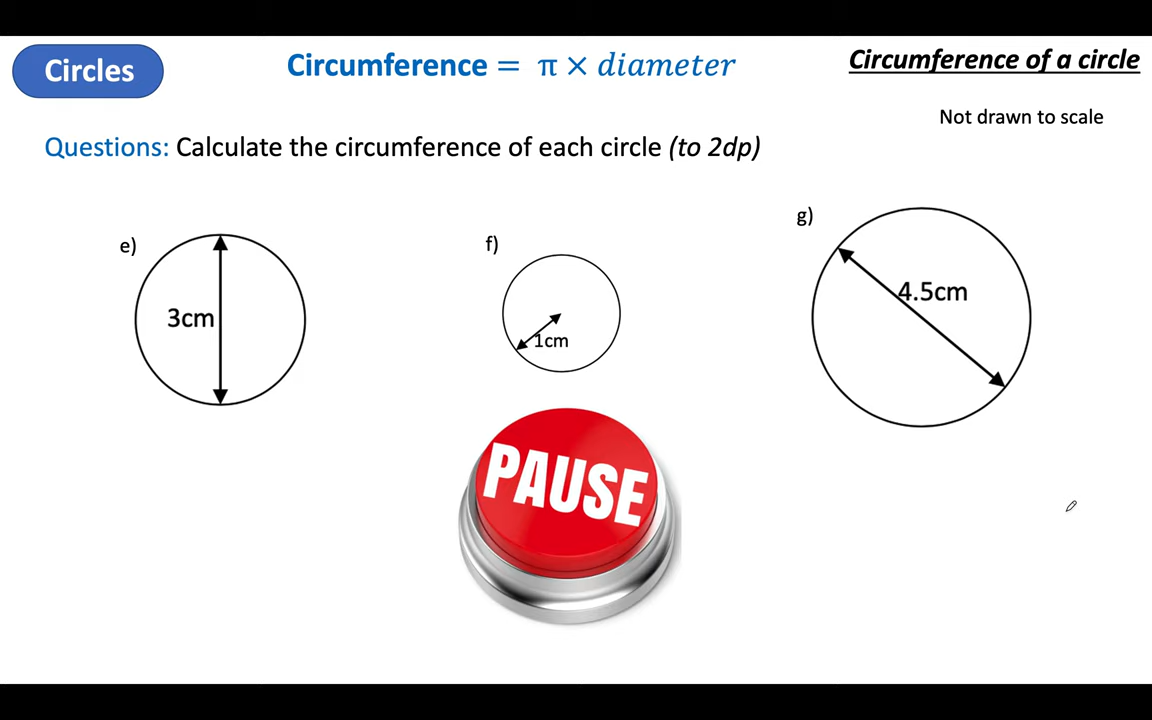 Circles
Circumference = π × diameter
Circumference of a circle
Not drawn to scale
Questions: Calculate the circumference of each circle (to 2dp)
e)
3cm
f)
1cm
g)
4.5cm
PAUSE